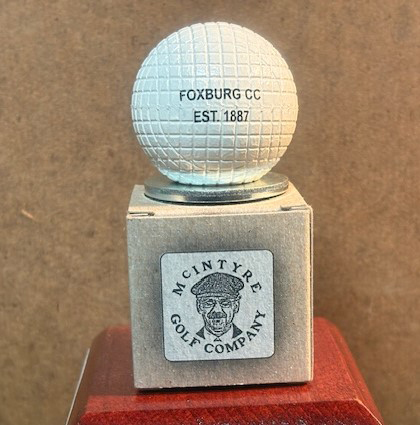 FOXBURG CC
EST. 1887
McINTYRE
GOLF COMPANY